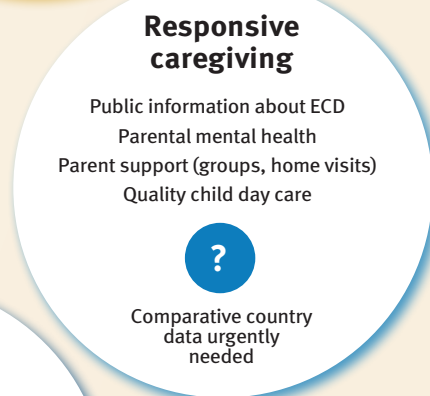 Responsive
caregiving
Public information about ECD
Parental mental health
Parent support (groups, home visits)
Quality child day care
?
Comparative country
data urgently
needed